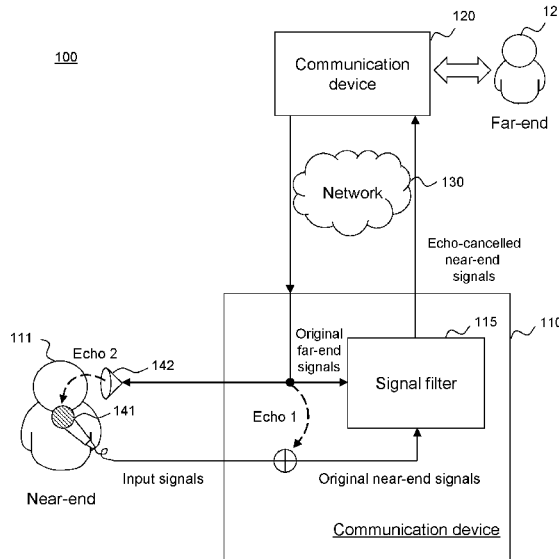 120
12
100
Communication
device
Far-end
Network
130
Echo-cancelled
near-end
signals
111
115
110
Echo 2
142
Original
far-end
signals
Signal filter
141
Echo 1
Near-end
Input signals
Original near-end signals
Communication device